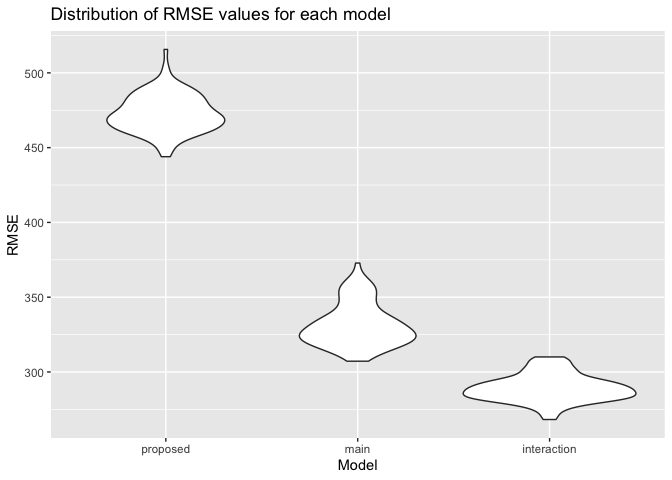 Distribution of RMSE values for each model
500
450
400
350
300
RMSE
proposed
main
interaction
Model